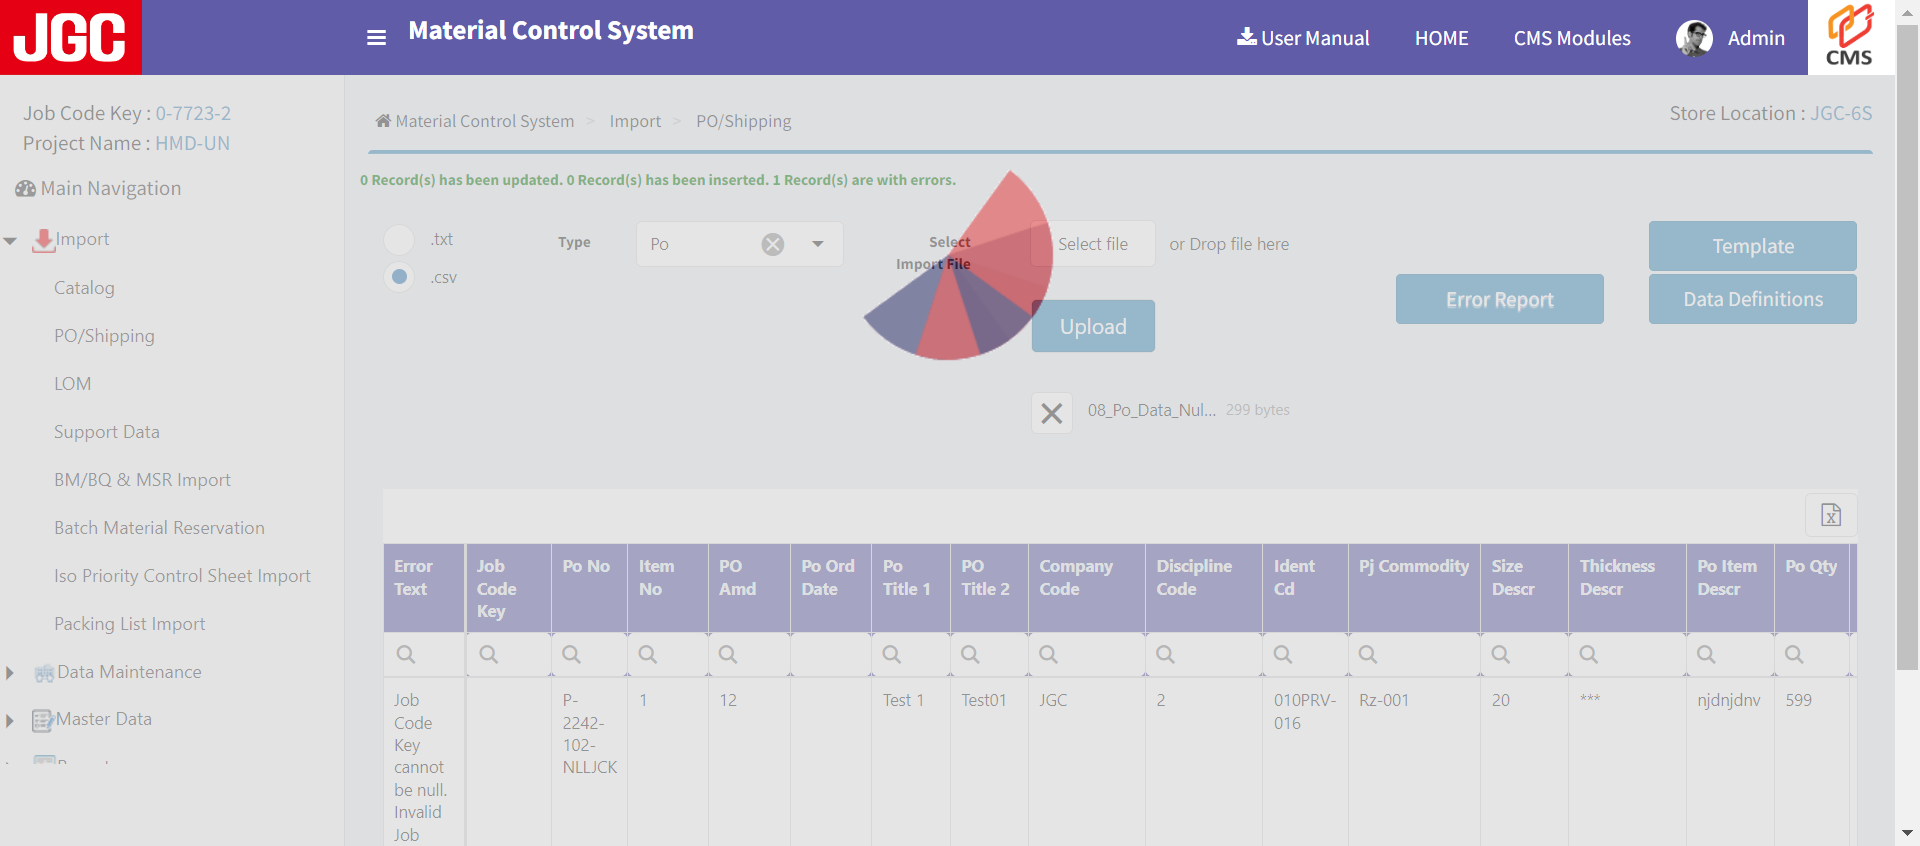 JGC
Material Control System
User Manual
HOME
CMS Modules
Admin
CMS
Job Code Key : 0-7723-2
Project Name : HMD-UN
Main Navigation
Import
Catalog
PO/Shipping
LOM
Support Data
BM/BQ & MSR Import
Batch Material Reservation
Iso Priority Control Sheet Import
Packing List Import
Data Maintenance
Master Data
Material Control System > Import > PO/Shipping
Store Location : JGC-6S
0 Record(s) has been updated. 0 Record(s) has been inserted. 1 Record(s) are with errors.
.txt
.csv
Type
Po
Select
Import File
Select file
or Drop file here
Upload
Template
Error Report
Data Definitions
08_Po_Data_Nul... 299 bytes
Error
Text
Job
Code
Key
Po No
Item
No
PO
Amd
Po Ord
Date
Po
Title 1
PO
Title 2
Company
Code
Discipline
Code
Ident
Cd
Pj Commodity
Size
Descr
Thickness
Descr
Po Item
Descr
Po Qty
Job
Code
Key
cannot
be null.
Invalid
Job
P-
2242-
102-
NLLJCK
1
12
Test 1
Test01
JGC
2
010PRV-
016
Rz-001
20
***
njdnjdnv
599